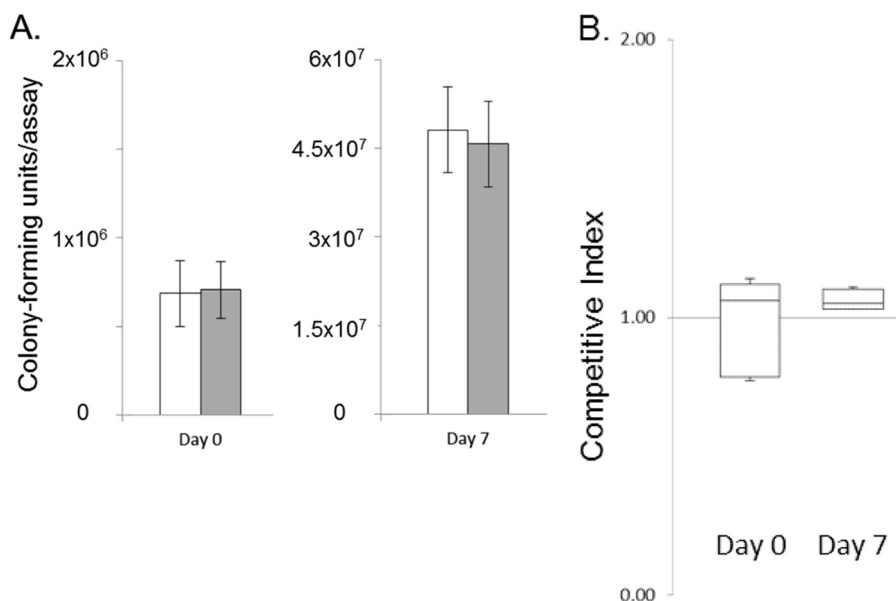 A.
Colony-forming units/assay
2x10⁶
1x10⁶
0
Day 0
6x10⁷
4.5x10⁷
3x10⁷
1.5x10⁷
0
Day 7
B.
Competitive Index
2.00
1.00
0.00
Day 0
Day 7